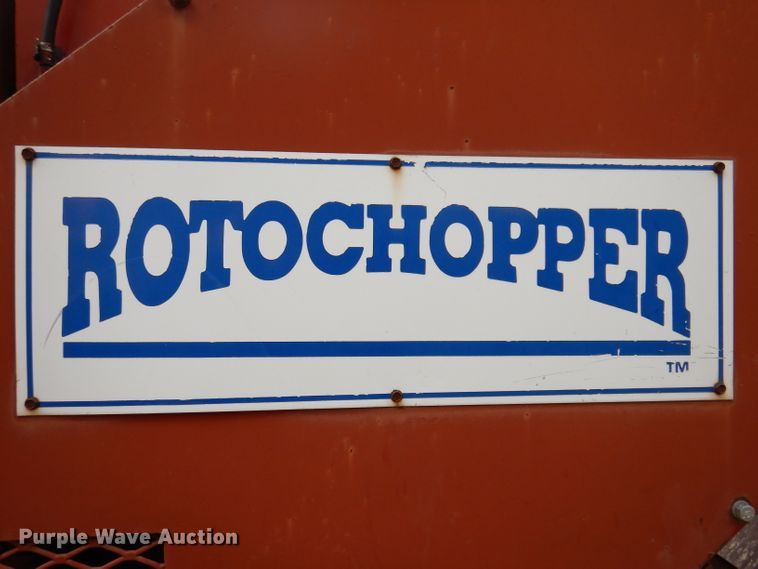 ROTOCHOPPER
TM
Purple Wave Auction